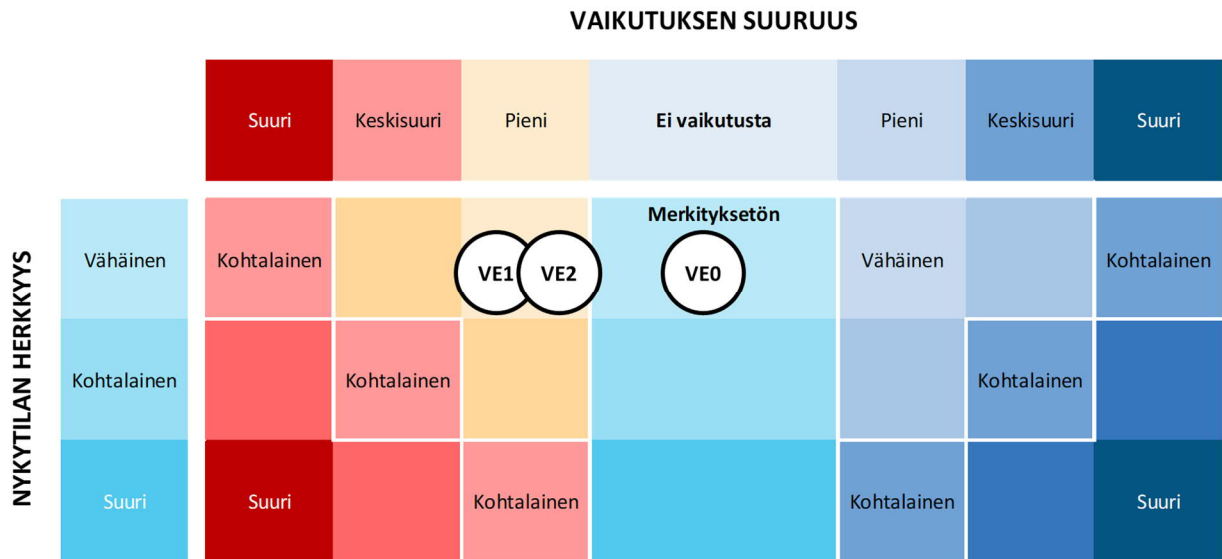 VAIKUTUKSEN SUURUUS
Suuri Keskisuuri Pieni Ei vaikutusta Pieni Keskisuuri Suuri
NYKYTILAN HERKKYYS
Merkityksetön
Vähäinen Kohtalainen VE1 VE2 VE0 Vähäinen Kohtalainen
Kohtalainen Kohtalainen Kohtalainen
Suuri Suuri Kohtalainen Kohtalainen Suuri